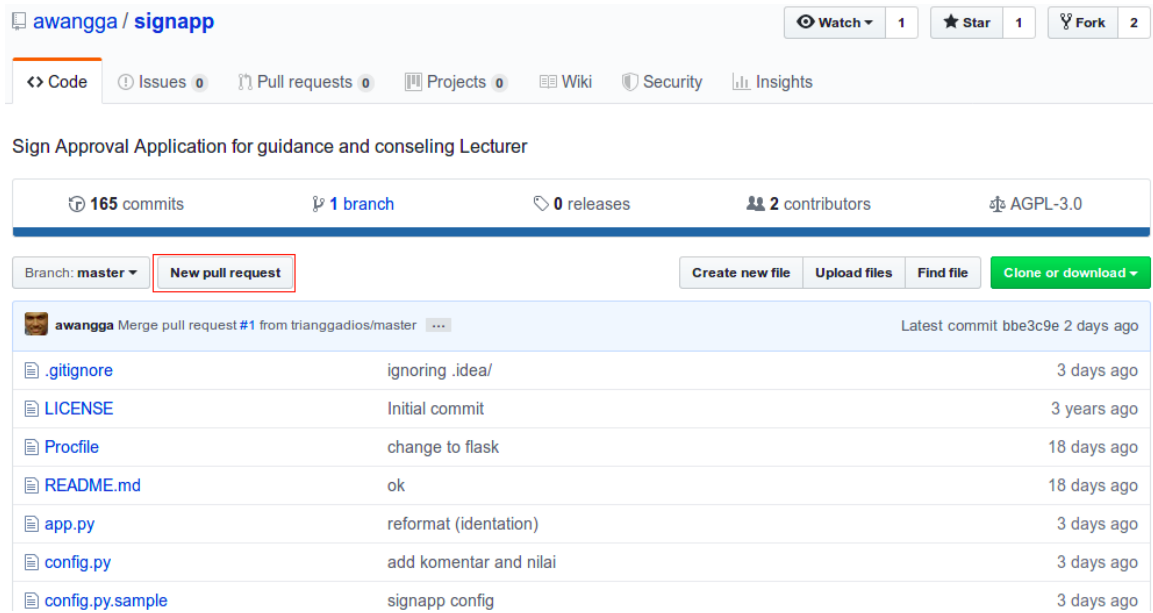 awangga / signapp Watch 1 Star 1 Fork 2
Code Issues 0 Pull requests 0 Projects 0 Wiki Security Insights
Sign Approval Application for guidance and conseling Lecturer
165 commits 1 branch 0 releases 2 contributors AGPL-3.0
Branch: master New pull request Create new file Upload files Find file Clone or download
awangga Merge pull request #1 from trianggadios/master ... Latest commit bbe3c9e 2 days ago
.gitignore ignoring .idea/ 3 days ago
LICENSE Initial commit 3 years ago
Procfile change to flask 18 days ago
README.md ok 18 days ago
app.py reformat (identation) 3 days ago
config.py add komentar and nilai 3 days ago
config.py.sample signapp config 3 days ago